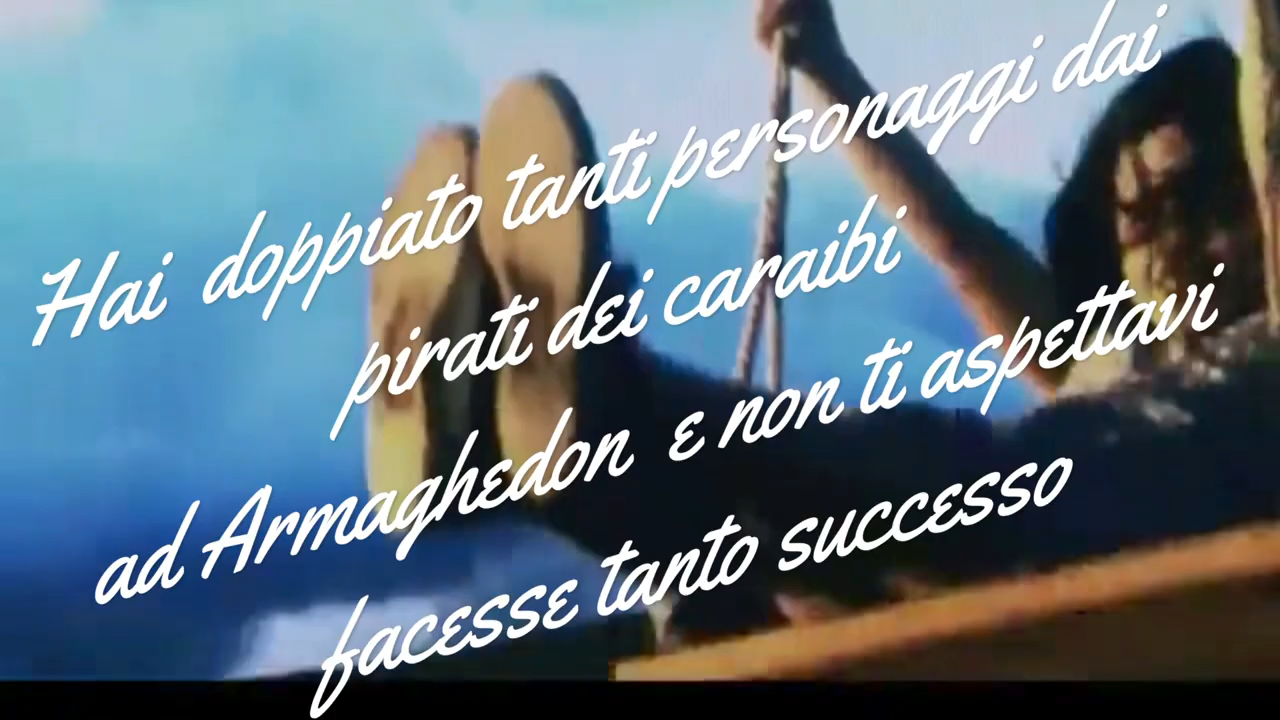 Hai doppiato tanti personaggi dai
pirati dei caraibi
ad Armaghedon e non ti aspettavi
facesse tanto successo